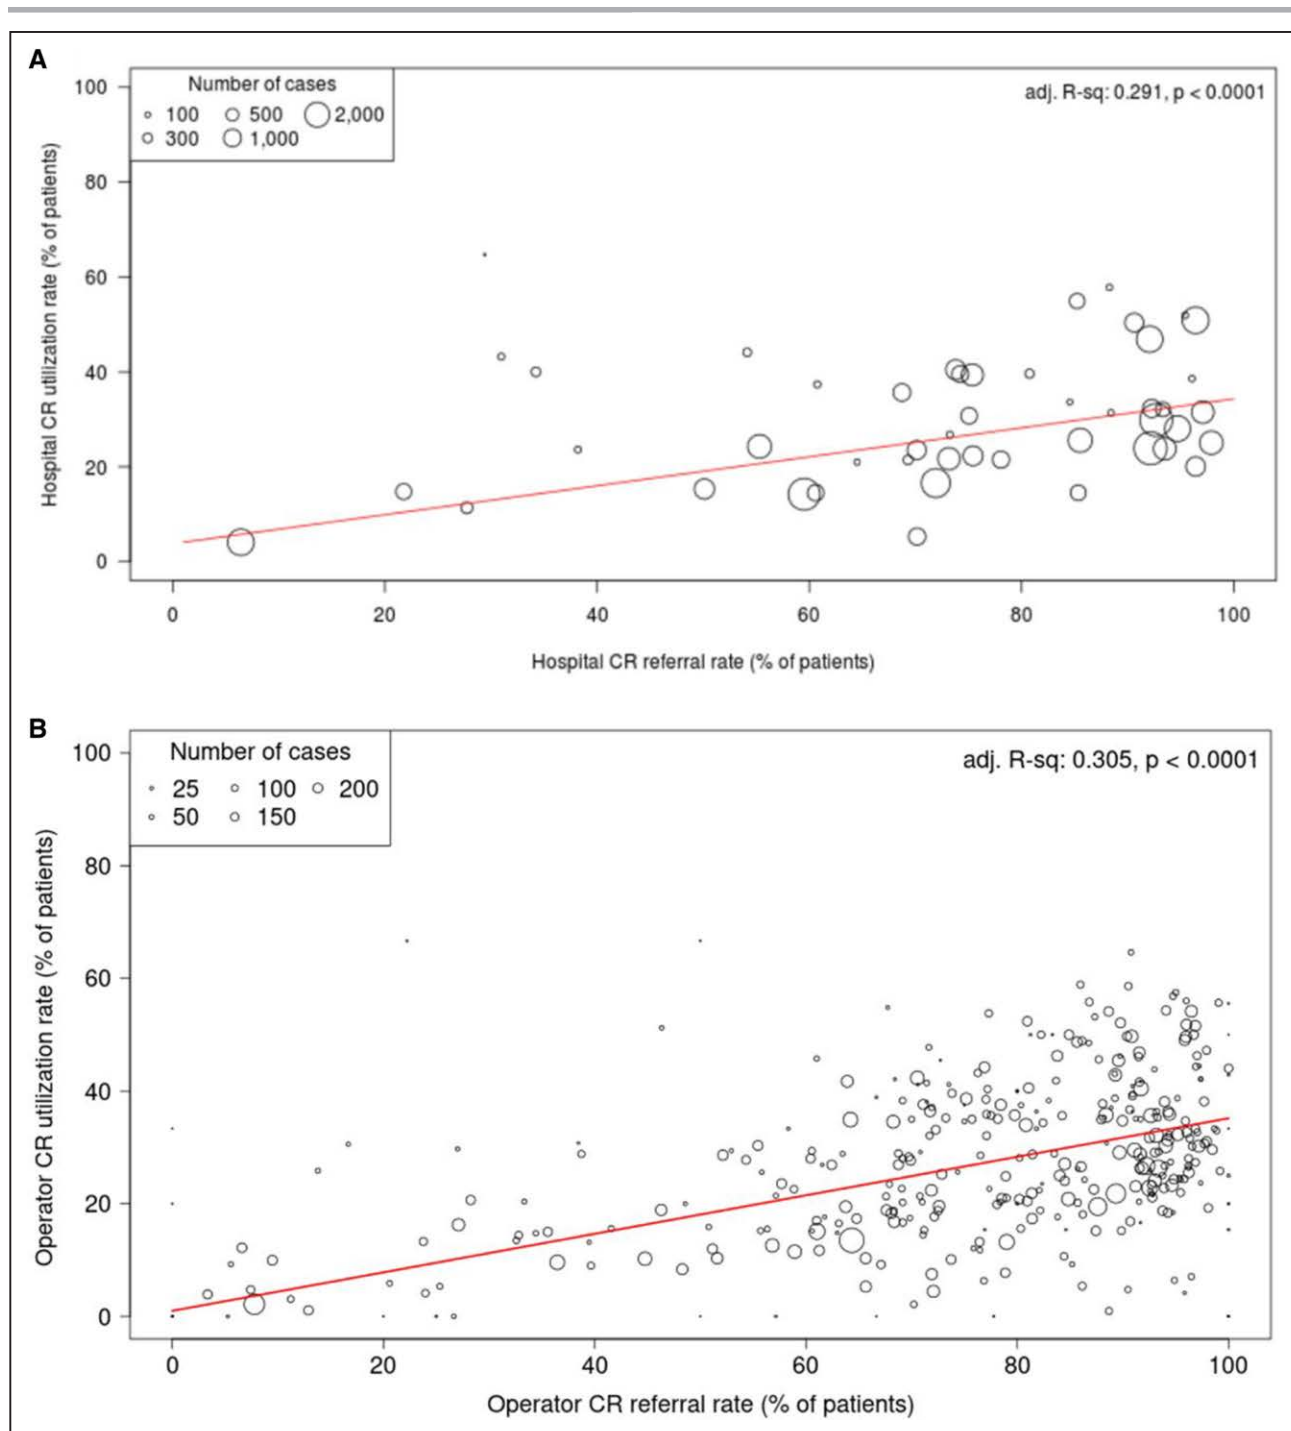 A
Number of cases
100 500 2,000
300 1,000
adj. R-sq: 0.291, p < 0.0001
Hospital CR utilization rate (% of patients)
100
80
60
40
20
0
0 20 40 60 80 100
Hospital CR referral rate (% of patients)
B
Number of cases
25 100 200
50 150
adj. R-sq: 0.305, p < 0.0001
Operator CR utilization rate (% of patients)
100
80
60
40
20
0
0 20 40 60 80 100
Operator CR referral rate (% of patients)